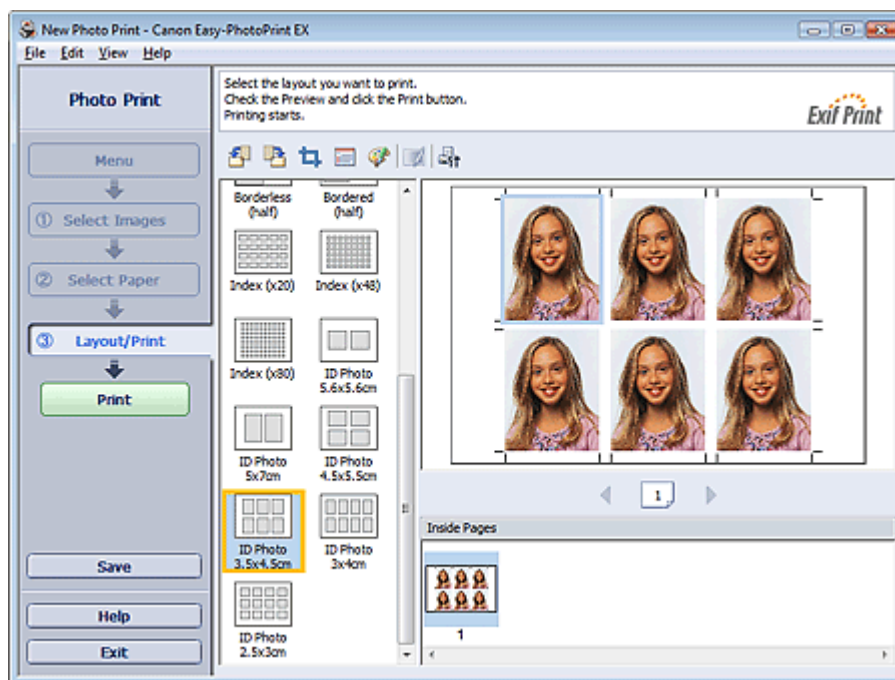 New Photo Print - Canon Easy-PhotoPrint EX
File Edit View Help
Photo Print
Select the layout you want to print.
Check the Preview and click the Print button.
Printing starts.
Exif Print
Menu
① Select Images
② Select Paper
③ Layout/Print
Print
Save
Help
Exit
Borderless
(half)
Bordered
(half)
Index (x20)
Index (x48)
Index (x80)
ID Photo
5.6x5.6cm
ID Photo
5x7cm
ID Photo
4.5x5.5cm
ID Photo
3.5x4.5cm
ID Photo
3x4cm
ID Photo
2.5x3cm
1
Inside Pages
1